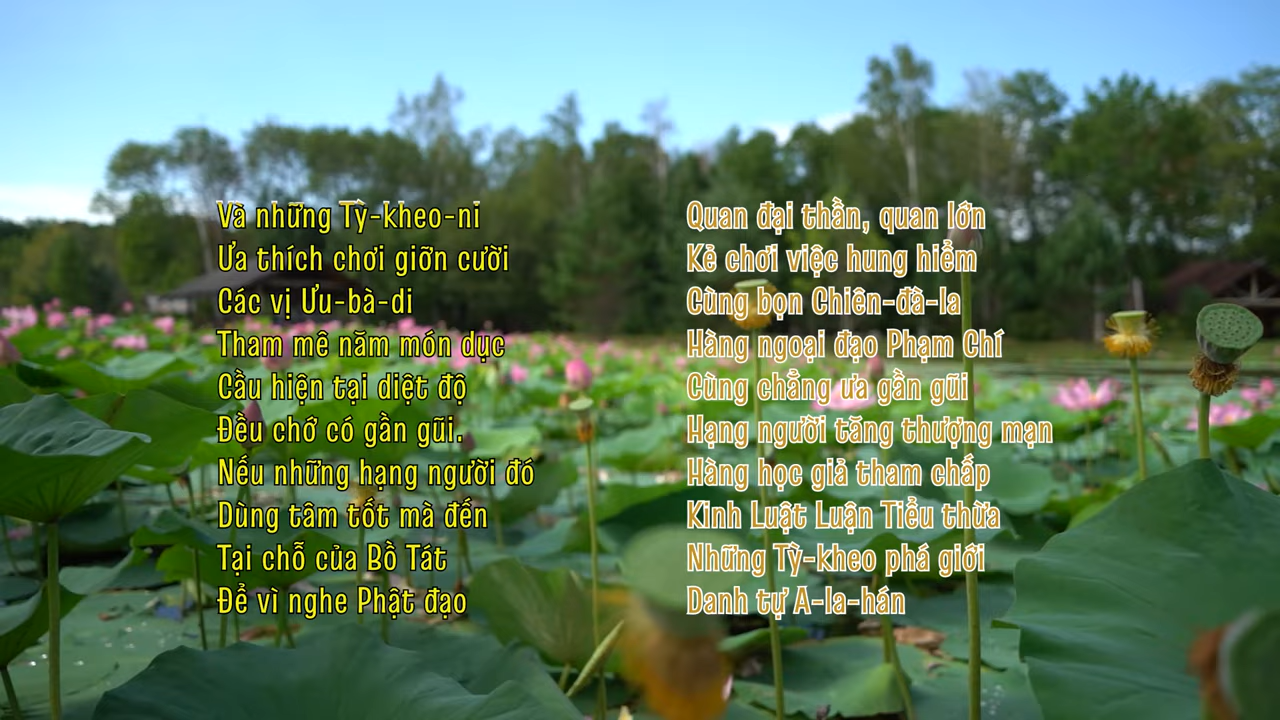 Và những Tỳ-kheo-ni
Ưa thích chơi giỡn cười
Các vị Ưu-bà-di
Tham mê năm món dục
Cầu hiện tại diệt độ
Đều chớ có gần gũi.
Nếu những hạng người đó
Dùng tâm tốt mà đến
Tại chỗ của Bồ Tát
Để vì nghe Phật đạo
Quan đại thần, quan lớn
Kẻ chơi việc hung hiểm
Cùng bọn Chiên-đà-la
Hàng ngoại đạo Phạm Chí
Cùng chẳng ưa gần gũi
Hạng người tăng thượng mạn
Hàng học giả tham chấp
Kinh Luật Luận Tiểu thừa
Những Tỳ-kheo phá giới
Danh tự A-la-hán